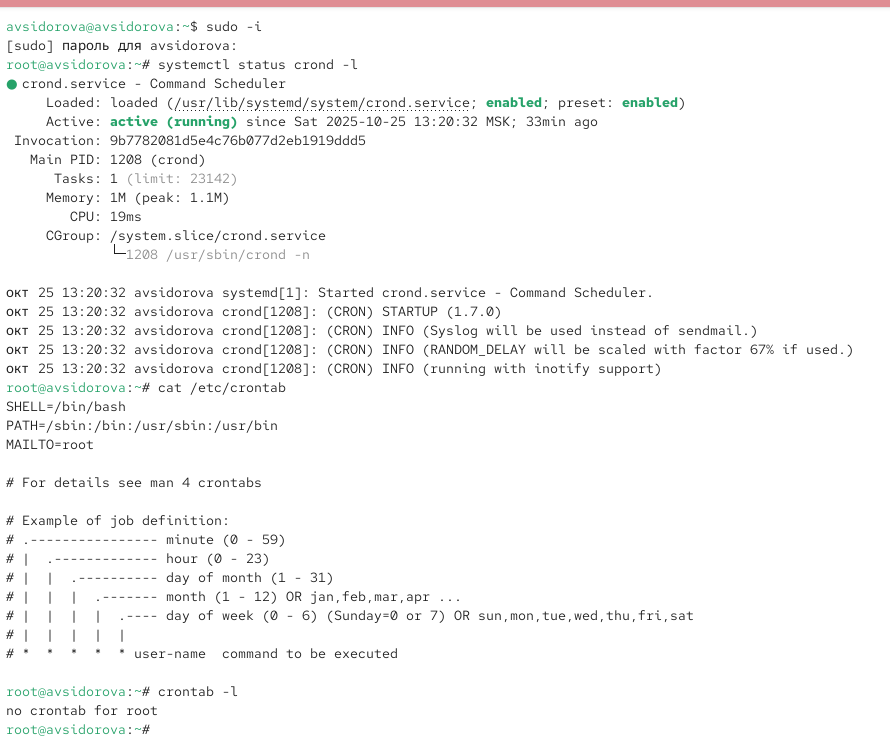 avsidorova@avsidorova:~$ sudo -i
[sudo] пароль для avsidorova:
root@avsidorova:~# systemctl status crond -l
● crond.service - Command Scheduler
     Loaded: loaded (/usr/lib/systemd/system/crond.service; enabled; preset: enabled)
     Active: active (running) since Sat 2025-10-25 13:20:32 MSK; 33min ago
 Invocation: 9b7782081d5e4c76b077d2eb1919ddd5
   Main PID: 1208 (crond)
      Tasks: 1 (limit: 23142)
     Memory: 1M (peak: 1.1M)
        CPU: 19ms
     CGroup: /system.slice/crond.service
             └─1208 /usr/sbin/crond -n

окт 25 13:20:32 avsidorova systemd[1]: Started crond.service - Command Scheduler.
окт 25 13:20:32 avsidorova crond[1208]: (CRON) STARTUP (1.7.0)
окт 25 13:20:32 avsidorova crond[1208]: (CRON) INFO (Syslog will be used instead of sendmail.)
окт 25 13:20:32 avsidorova crond[1208]: (CRON) INFO (RANDOM_DELAY will be scaled with factor 67% if used.)
окт 25 13:20:32 avsidorova crond[1208]: (CRON) INFO (running with inotify support)
root@avsidorova:~# cat /etc/crontab
SHELL=/bin/bash
PATH=/sbin:/bin:/usr/sbin:/usr/bin
MAILTO=root

# For details see man 4 crontabs

# Example of job definition:
# .---------------- minute (0 - 59)
# |  .------------- hour (0 - 23)
# |  |  .---------- day of month (1 - 31)
# |  |  |  .------- month (1 - 12) OR jan,feb,mar,apr ...
# |  |  |  |  .---- day of week (0 - 6) (Sunday=0 or 7) OR sun,mon,tue,wed,thu,fri,sat
# |  |  |  |  |
# *  *  *  *  * user-name  command to be executed

root@avsidorova:~# crontab -l
no crontab for root
root@avsidorova:~#